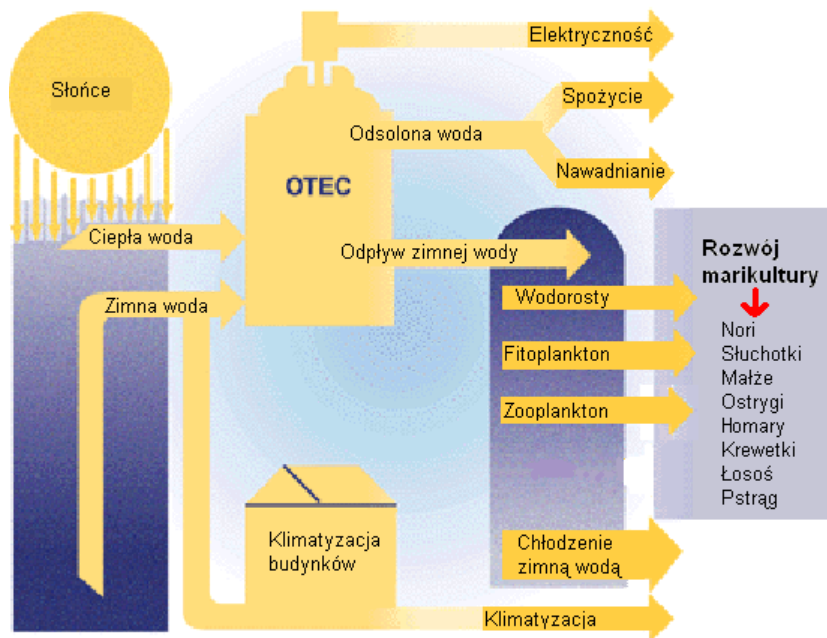 Słońce
Elektryczność
Spożycie
Odsolona woda
Nawadnianie
OTEC
Ciepła woda
Odpływ zimnej wody
Zimna woda
Rozwój
marikultury
Wodorosty
Fitoplankton
Zooplankton
Nori
Słuchotki
Małże
Ostrygi
Homary
Krewetki
Łosoś
Pstrąg
Klimatyzacja
budynków
Chłodzenie
zimną wodą
Klimatyzacja